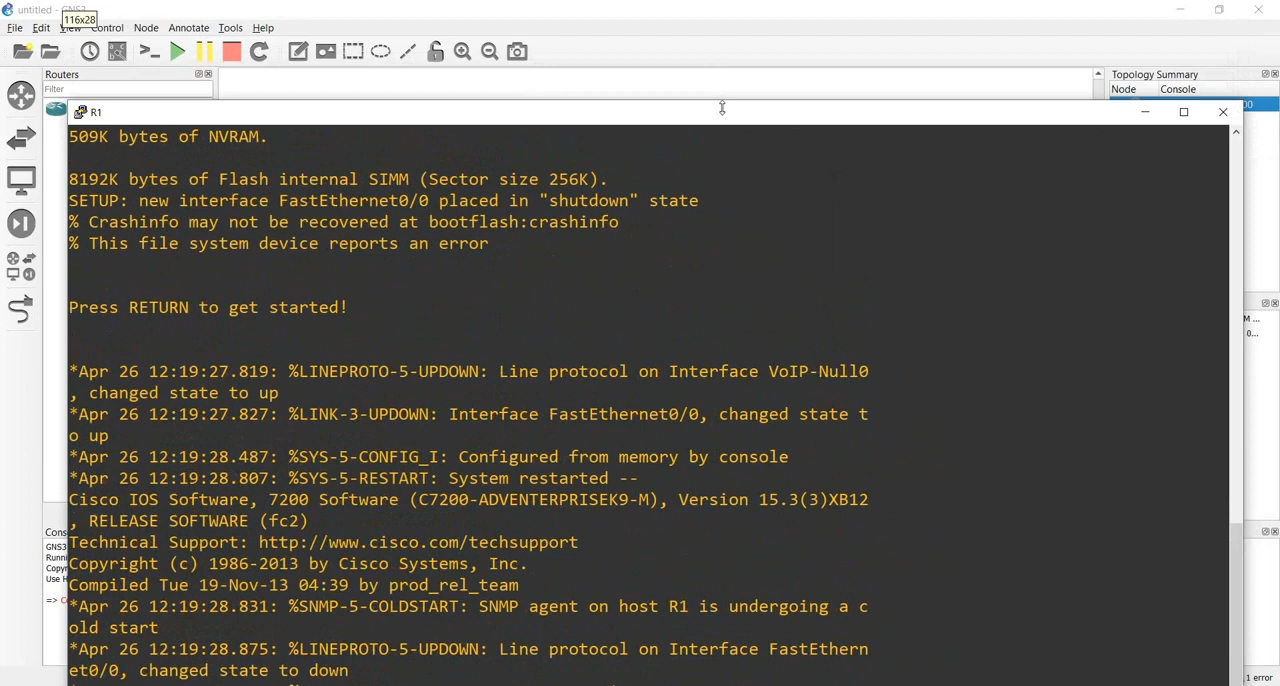 untitled - GNS3
116x28
File Edit View Control Node Annotate Tools Help
Routers
Topology Summary
Filter
Node Console
R1
00
509K bytes of NVRAM.
8192K bytes of Flash internal SIMM (Sector size 256K).
SETUP: new interface FastEthernet0/0 placed in "shutdown" state
% Crashinfo may not be recovered at bootflash:crashinfo
% This file system device reports an error
Press RETURN to get started!
M ...
0...
*Apr 26 12:19:27.819: %LINEPROTO-5-UPDOWN: Line protocol on Interface VoIP-Null0
, changed state to up
*Apr 26 12:19:27.827: %LINK-3-UPDOWN: Interface FastEthernet0/0, changed state t
o up
*Apr 26 12:19:28.487: %SYS-5-CONFIG_I: Configured from memory by console
*Apr 26 12:19:28.807: %SYS-5-RESTART: System restarted --
Cisco IOS Software, 7200 Software (C7200-ADVENTERPRISEK9-M), Version 15.3(3)XB12
, RELEASE SOFTWARE (fc2)
Technical Support: http://www.cisco.com/techsupport
Copyright (c) 1986-2013 by Cisco Systems, Inc.
Compiled Tue 19-Nov-13 04:39 by prod_rel_team
*Apr 26 12:19:28.831: %SNMP-5-COLDSTART: SNMP agent on host R1 is undergoing a c
old start
*Apr 26 12:19:28.875: %LINEPROTO-5-UPDOWN: Line protocol on Interface FastEthern
et0/0, changed state to down
Cons
GNS3
Runni
Copyr
Use H
=> C
1 error